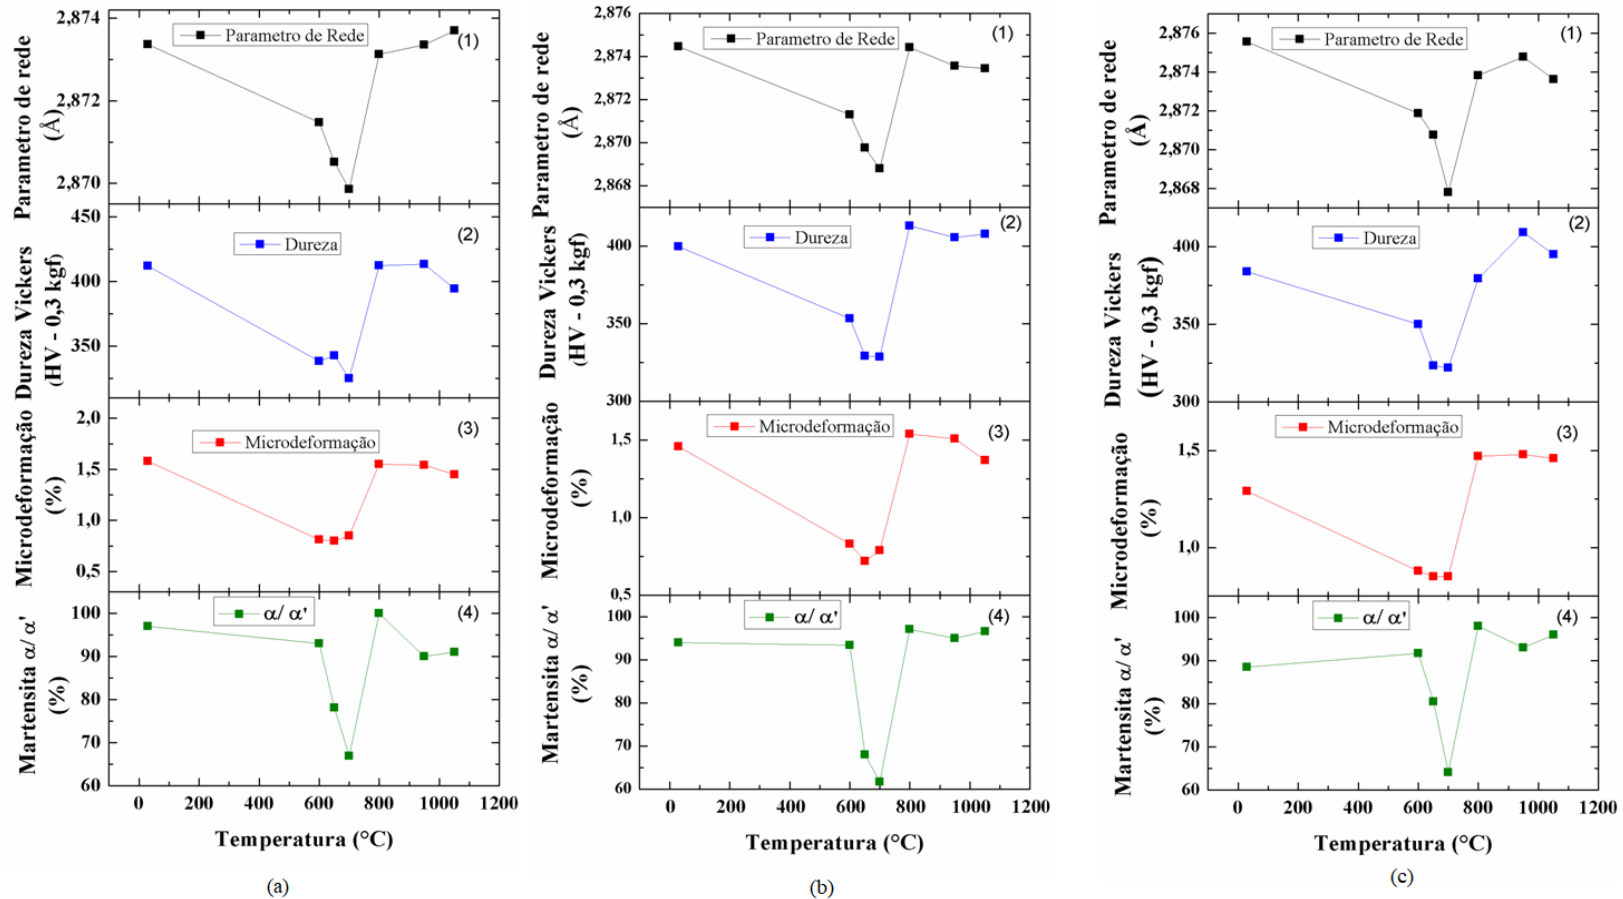 Parametro de rede
(Å)
2,874
2,872
2,870
Parametro de Rede
(1)
Dureza Vickers
(HV - 0,3 kgf)
450
400
350
Dureza
(2)
Microdeformação
(%)
2,0
1,5
1,0
0,5
Microdeformação
(3)
Martensita α/ α'
(%)
100
90
80
70
60
α/ α'
(4)
0 200 400 600 800 1000 1200
Temperatura (°C)
(a)
Parametro de rede
(Å)
2,876
2,874
2,872
2,870
2,868
Parametro de Rede
(1)
Dureza Vickers
(HV - 0,3 kgf)
400
350
300
Dureza
(2)
Microdeformação
(%)
1,5
1,0
0,5
Microdeformação
(3)
Martensita α/ α'
(%)
100
90
80
70
60
α/ α'
(4)
0 200 400 600 800 1000 1200
Temperatura (°C)
(b)
Parametro de rede
(Å)
2,876
2,874
2,872
2,870
2,868
Parametro de Rede
(1)
Dureza Vickers
(HV - 0,3 kgf)
400
350
300
Dureza
(2)
Microdeformação
(%)
1,5
1,0
Microdeformação
(3)
Martensita α/ α'
(%)
100
90
80
70
60
α/ α'
(4)
0 200 400 600 800 1000 1200
Temperatura (°C)
(c)